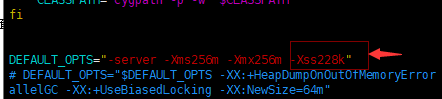 CLASSPATH=`cygpath -p -w "$CLASSPATH"
fi
DEFAULT_OPTS="-server -Xms256m -Xmx256m -Xss228k"
# DEFAULT_OPTS="$DEFAULT_OPTS -XX:+HeapDumpOnOutOfMemoryError
allelGC -XX:+UseBiasedLocking -XX:NewSize=64m"